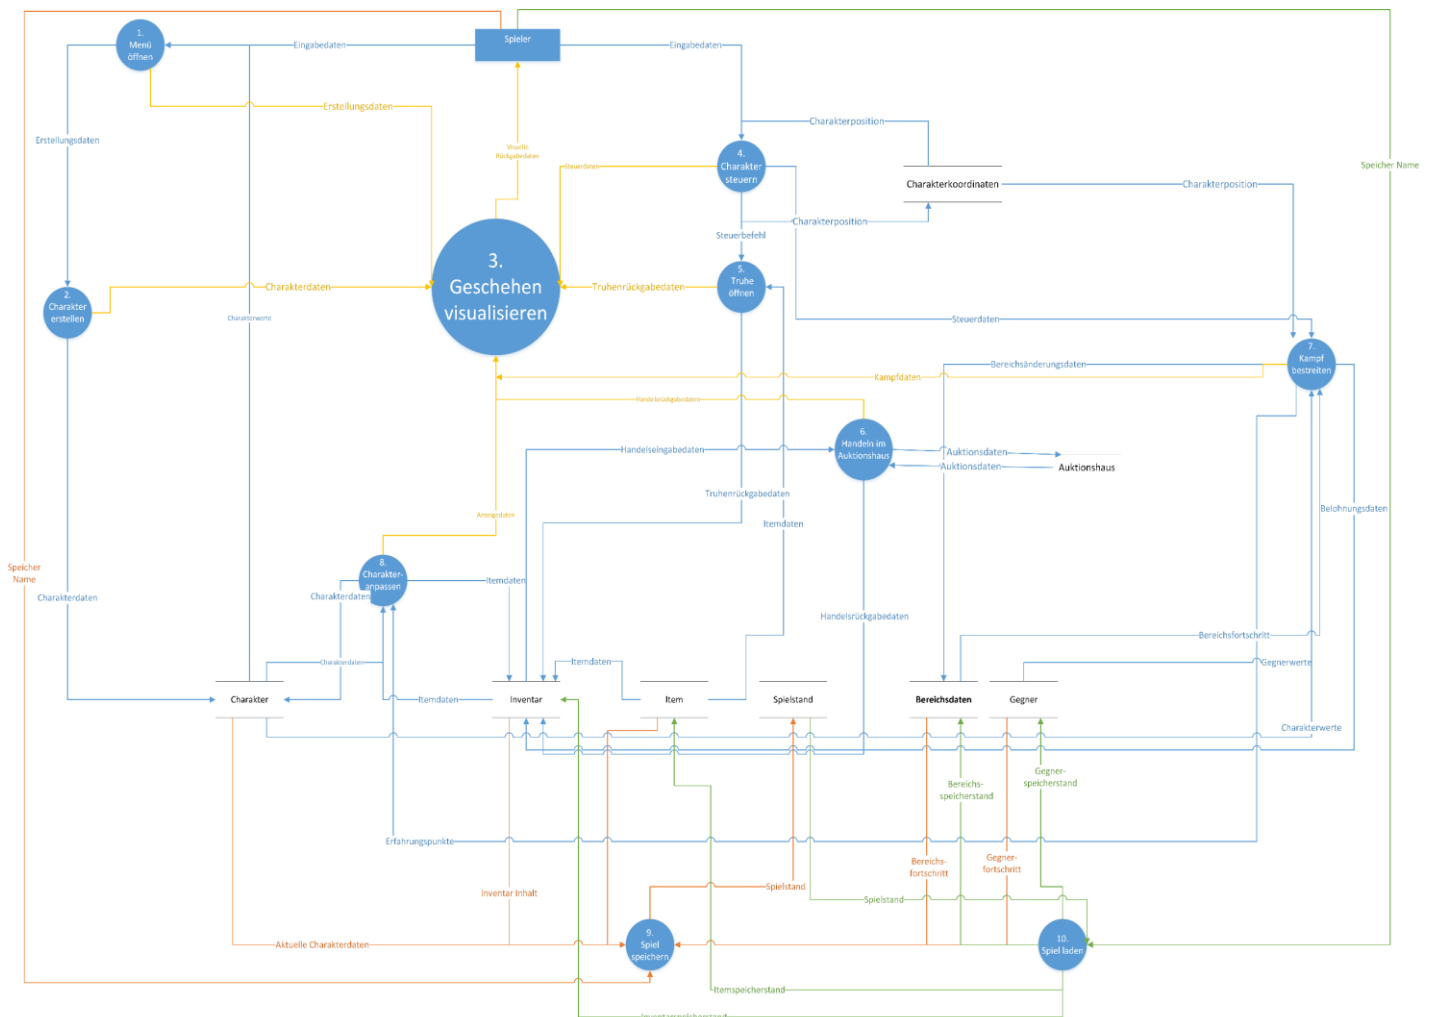 1.
Menü
öffnen
Eingabedaten
Spieler
Eingabedaten
Erstellungsdaten
Charakterposition
Erstellungsdaten
Visuelle
Rückgabedaten
4.
Charakter
steuern
Steuerdaten
Speicher Name
Charakterkoordinaten
Charakterposition
Charakterposition
Steuerbefehl
3.
Geschehen
visualisieren
5.
Truhe
öffnen
Charakterdaten
Truhenrückgabedaten
2.
Charakter
erstellen
Charakterwerte
Steuerdaten
7.
Kampf
bestreiten
Bereichsänderungsdaten
Kampfdaten
Handelsrückgabedaten
6.
Handeln im
Auktionshaus
Handelseingabedaten
Auktionsdaten
Auktionsdaten
Auktionshaus
Truhenrückgabedaten
Belohnungsdaten
Anzeigedaten
Itemdaten
8.
Charakter-
anpassen
Speicher
Name
Itemdaten
Charakterdaten
Charakterdaten
Handelsrückgabedaten
Bereichsfortschritt
Charakterdaten
Itemdaten
Gegnerwerte
Charakter
Itemdaten
Inventar
Item
Spielstand
Bereichsdaten
Gegner
Charakterwerte
Bereichs-
speicherstand
Gegner-
speicherstand
Erfahrungspunkte
Bereichs-
fortschritt
Gegner-
fortschritt
Inventar Inhalt
Spielstand
Spielstand
Aktuelle Charakterdaten
9.
Spiel
speichern
10.
Spiel laden
Itemspeicherstand
Inventarspeicherstand